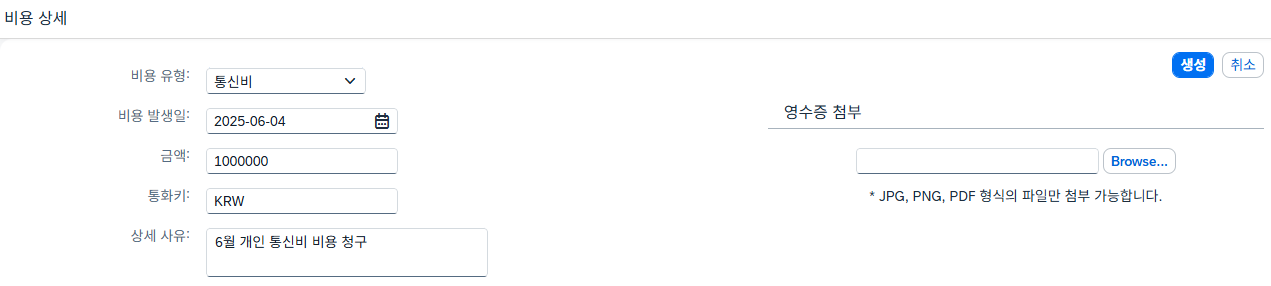 비용 상세
생성 취소
비용 유형: 통신비
비용 발생일: 2025-06-04
금액: 1000000
통화키: KRW
상세 사유: 6월 개인 통신비 비용 청구
영수증 첨부
Browse...
* JPG, PNG, PDF 형식의 파일만 첨부 가능합니다.